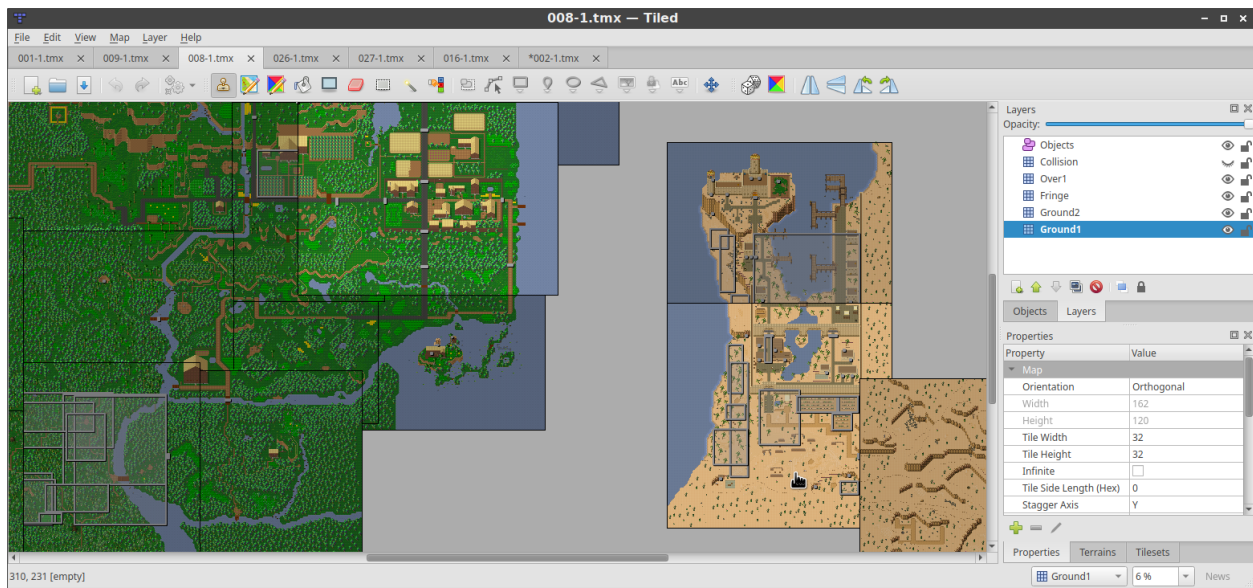 008-1.tmx — Tiled
File Edit View Map Layer Help
001-1.tmx 009-1.tmx 008-1.tmx 026-1.tmx 027-1.tmx 016-1.tmx *002-1.tmx
Abc
Layers
Opacity:
Objects
Collision
Over1
Fringe
Ground2
Ground1
Objects Layers
Properties
Property Value
Map
Orientation Orthogonal
Width 162
Height 120
Tile Width 32
Tile Height 32
Infinite
Tile Side Length (Hex) 0
Stagger Axis Y
Properties Terrains Tilesets
310, 231 [empty]
Ground1 6 % News